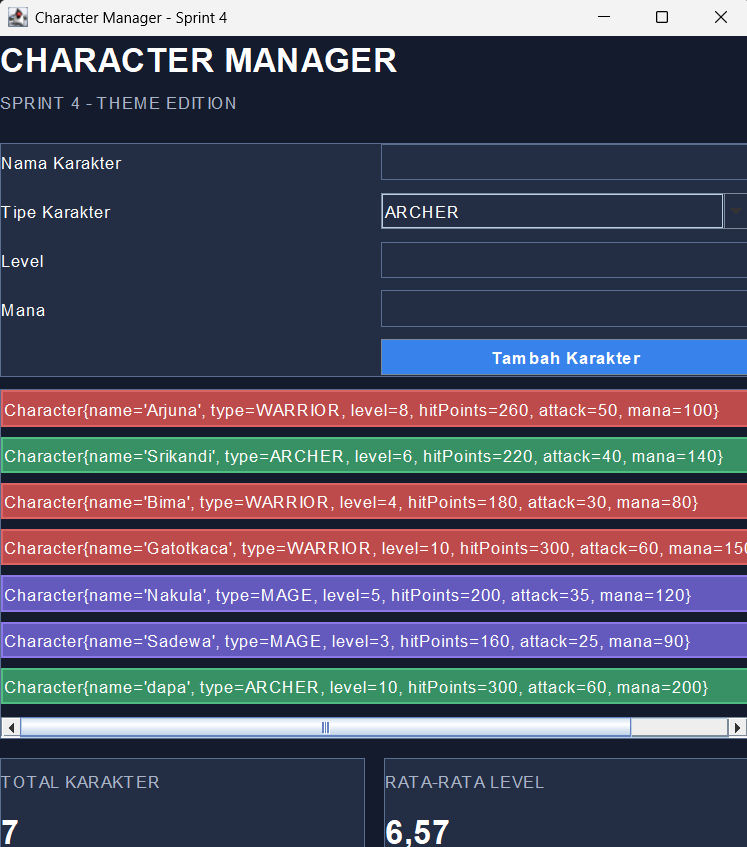 Character Manager - Sprint 4
CHARACTER MANAGER
SPRINT 4 - THEME EDITION
Nama Karakter
Tipe Karakter
ARCHER
Level
Mana
Tambah Karakter
Character{name='Arjuna', type=WARRIOR, level=8, hitPoints=260, attack=50, mana=100}
Character{name='Srikandi', type=ARCHER, level=6, hitPoints=220, attack=40, mana=140}
Character{name='Bima', type=WARRIOR, level=4, hitPoints=180, attack=30, mana=80}
Character{name='Gatotkaca', type=WARRIOR, level=10, hitPoints=300, attack=60, mana=150
Character{name='Nakula', type=MAGE, level=5, hitPoints=200, attack=35, mana=120}
Character{name='Sadewa', type=MAGE, level=3, hitPoints=160, attack=25, mana=90}
Character{name='dapa', type=ARCHER, level=10, hitPoints=300, attack=60, mana=200}
TOTAL KARAKTER
7
RATA-RATA LEVEL
6,57